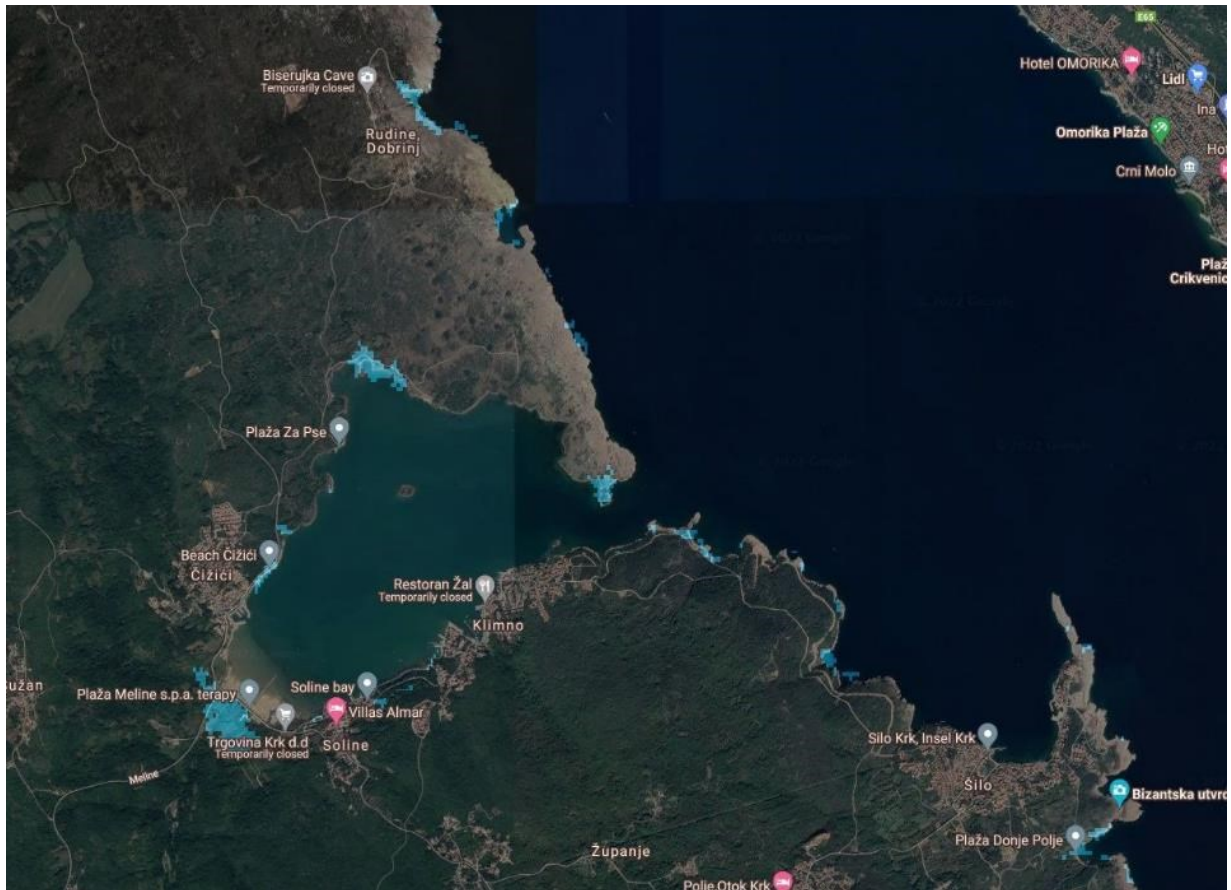 E65
Hotel OMORIKA
Lidl
Ina
Biserujka Cave
Temporarily closed
Rudine,
Dobrinj
Omorika Plaža
Crni Molo
Plaž
Crikvenic
Plaža Za Pse
Beach Čižići
Čižići
Restoran Žal
Temporarily closed
Klimno
Soline bay
Plaža Meline s.p.a. terapy
Villas Almar
Trgovina Krk d.d
Temporarily closed
Soline
Meline
Silo Krk, Insel Krk
Šilo
Bizantska utvrd
Plaža Donje Polje
Županje
Polje Otok Krk